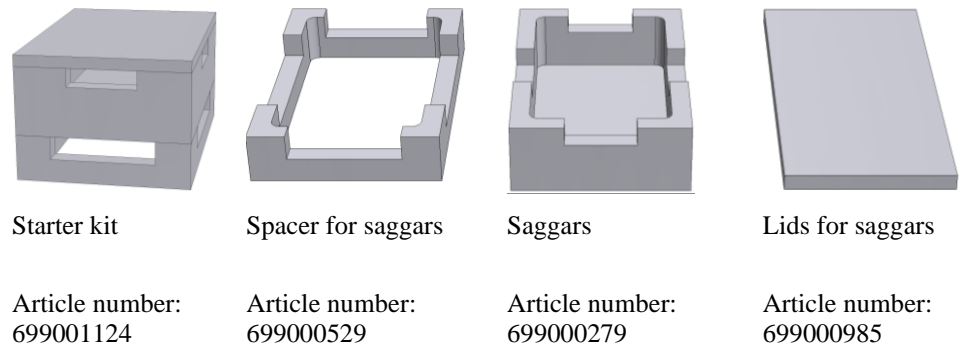 Starter kit
Spacer for saggars
Saggars
Lids for saggars
Article number:
699001124
Article number:
699000529
Article number:
699000279
Article number:
699000985